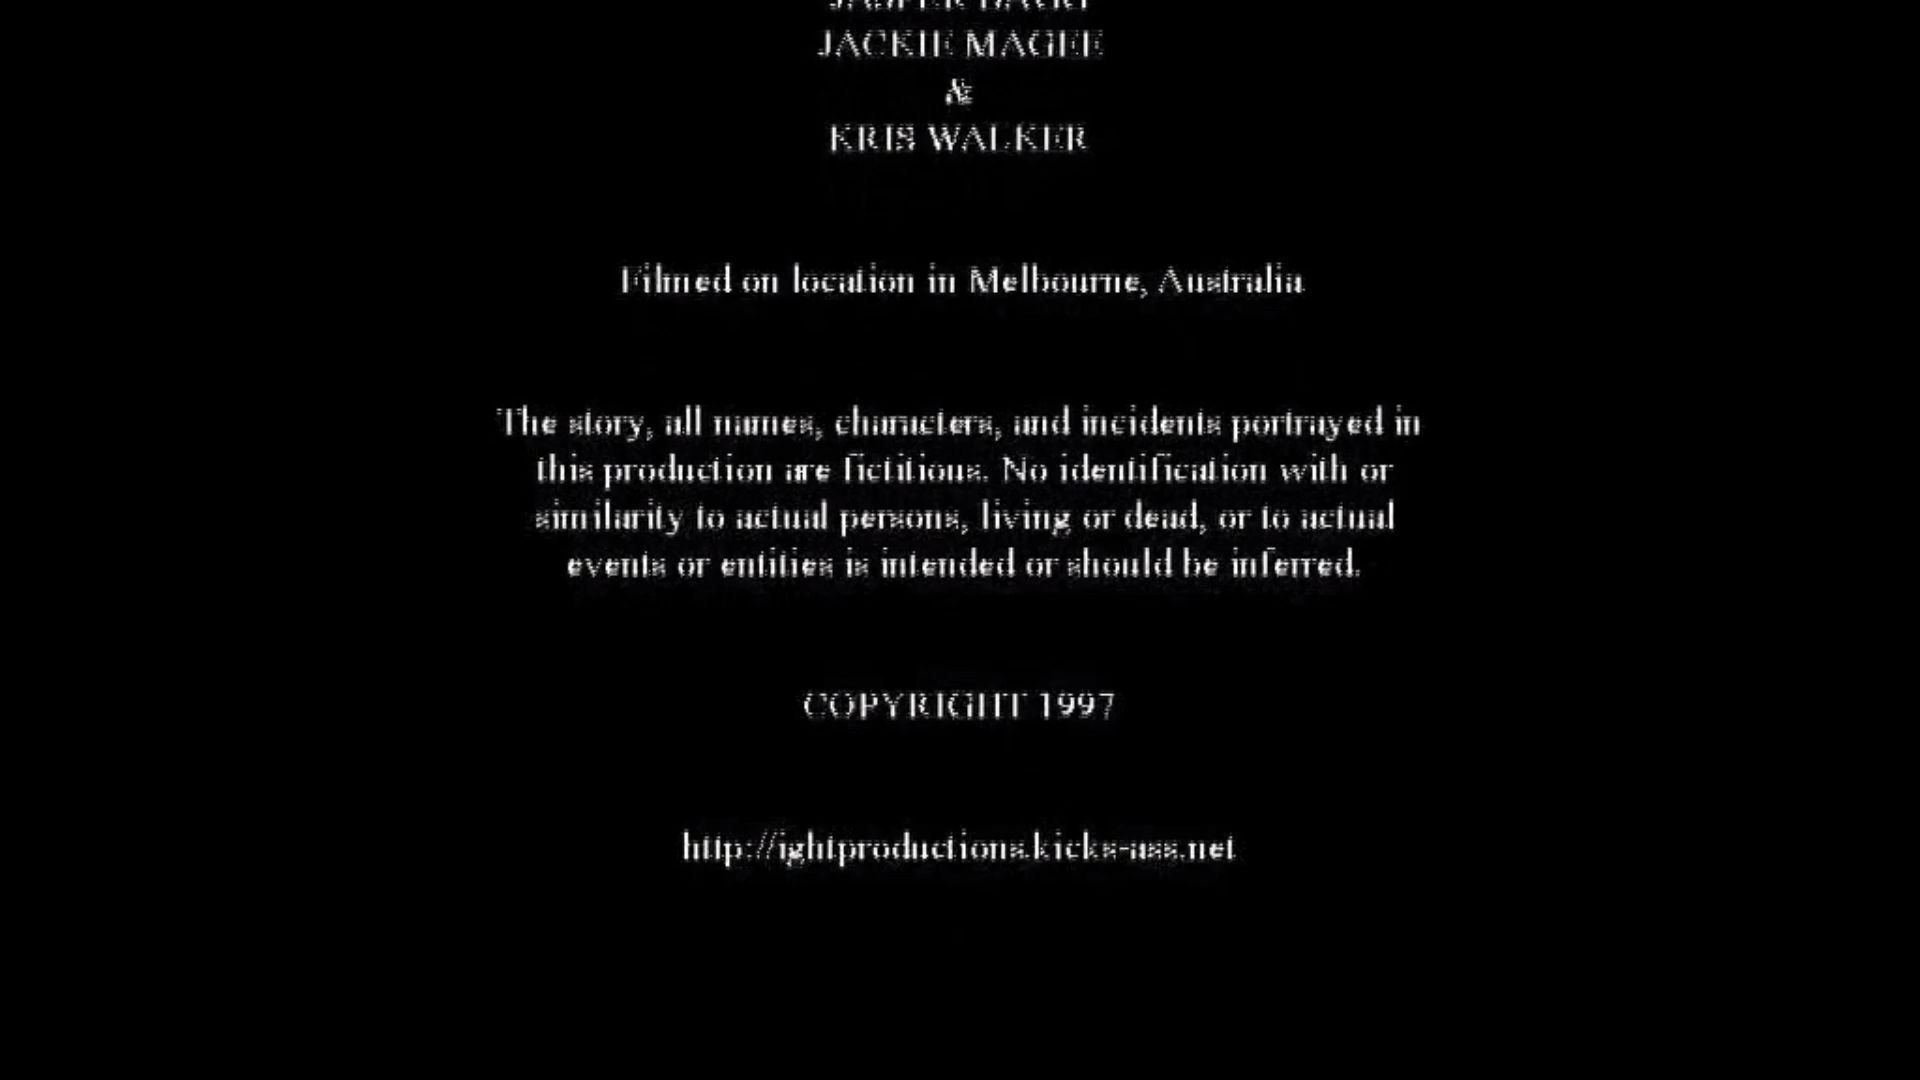 JACKIE MAGEE
&
KRIS WALKER
Filmed on location in Melbourne, Australia
The story, all names, characters, and incidents portrayed in
this production are fictitious. No identification with or
similarity to actual persons, living or dead, or to actual
events or entities is intended or should be inferred.
COPYRIGHT 1997
http://ightproductions.kicks-ass.net